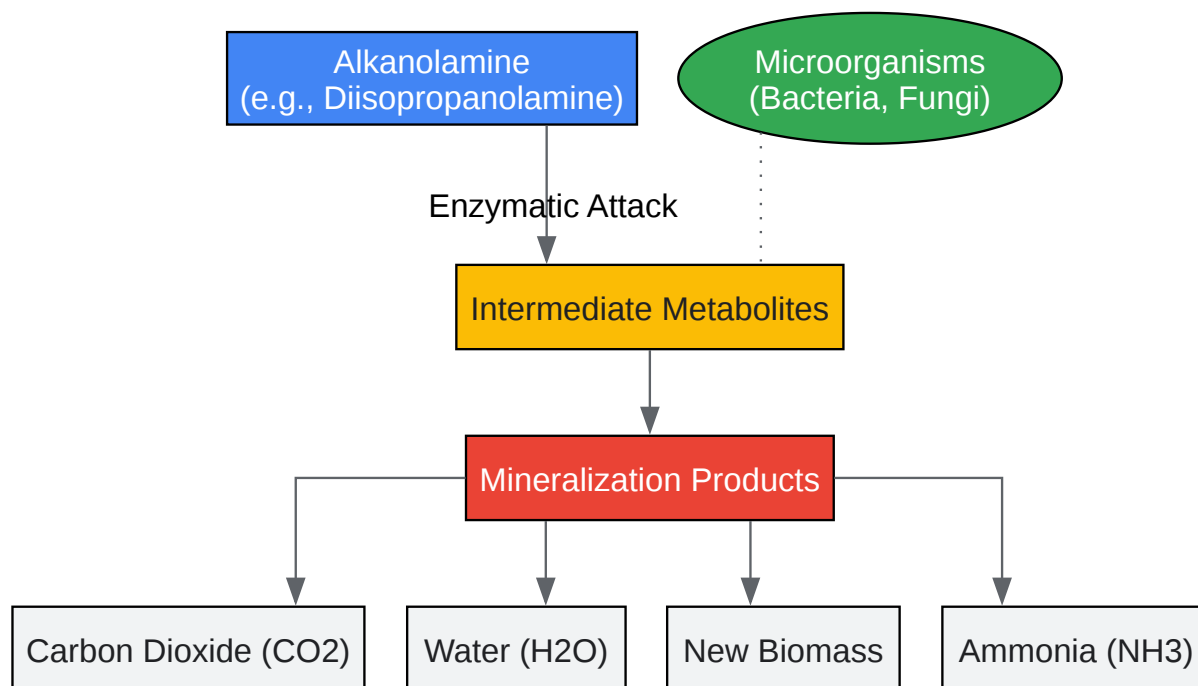 Alkanolamine
(e.g., Diisopropanolamine)
Microorganisms
(Bacteria, Fungi)
Enzymatic Attack
Intermediate Metabolites
Mineralization Products
Carbon Dioxide (CO2)
Water (H2O)
New Biomass
Ammonia (NH3)